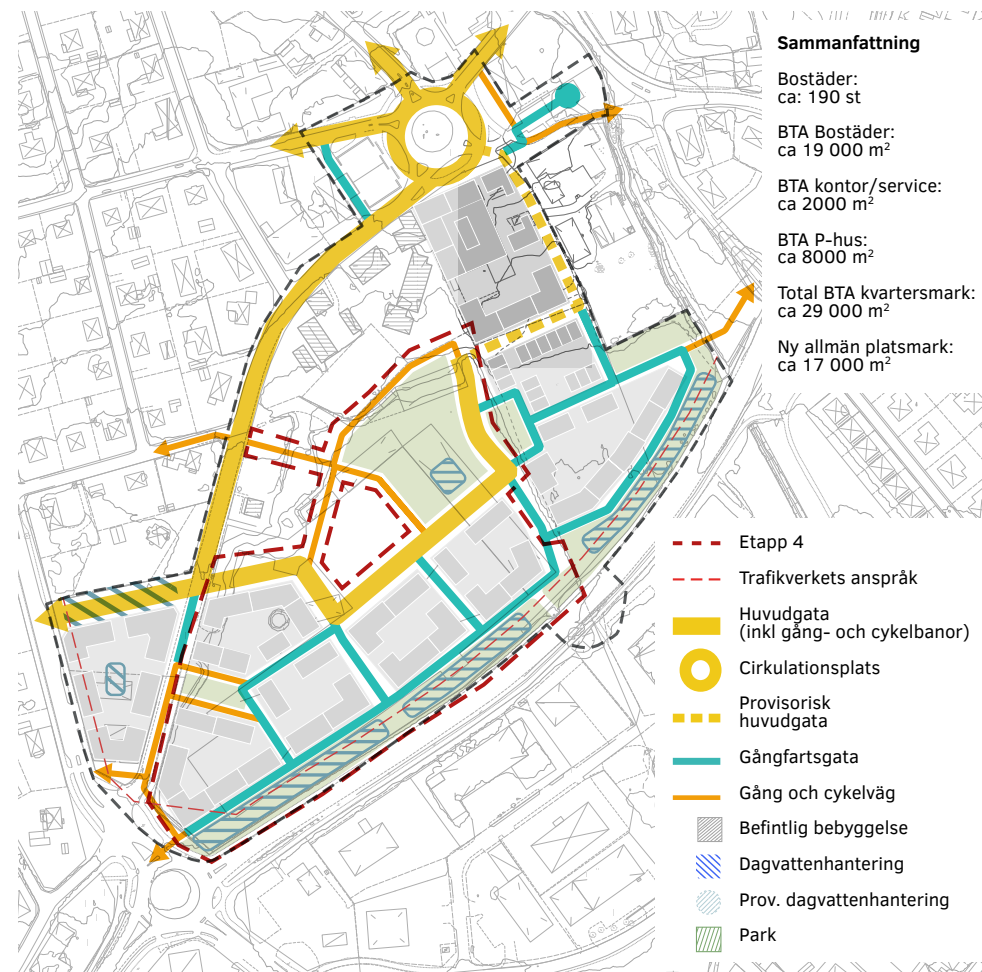 Sammanfattning
Bostäder:
ca: 190 st
BTA Bostäder:
ca 19 000 m²
BTA kontor/service:
ca 2000 m²
BTA P-hus:
ca 8000 m²
Total BTA kvartersmark:
ca 29 000 m²
Ny allmän platsmark:
ca 17 000 m²
Etapp 4
Trafikverkets anspråk
Huvudgata
(inkl gång- och cykelbanor)
Cirkulationsplats
Provisorisk
huvudgata
Gångfartsgata
Gång och cykelväg
Befintlig bebyggelse
Dagvattenhantering
Prov. dagvattenhantering
Park